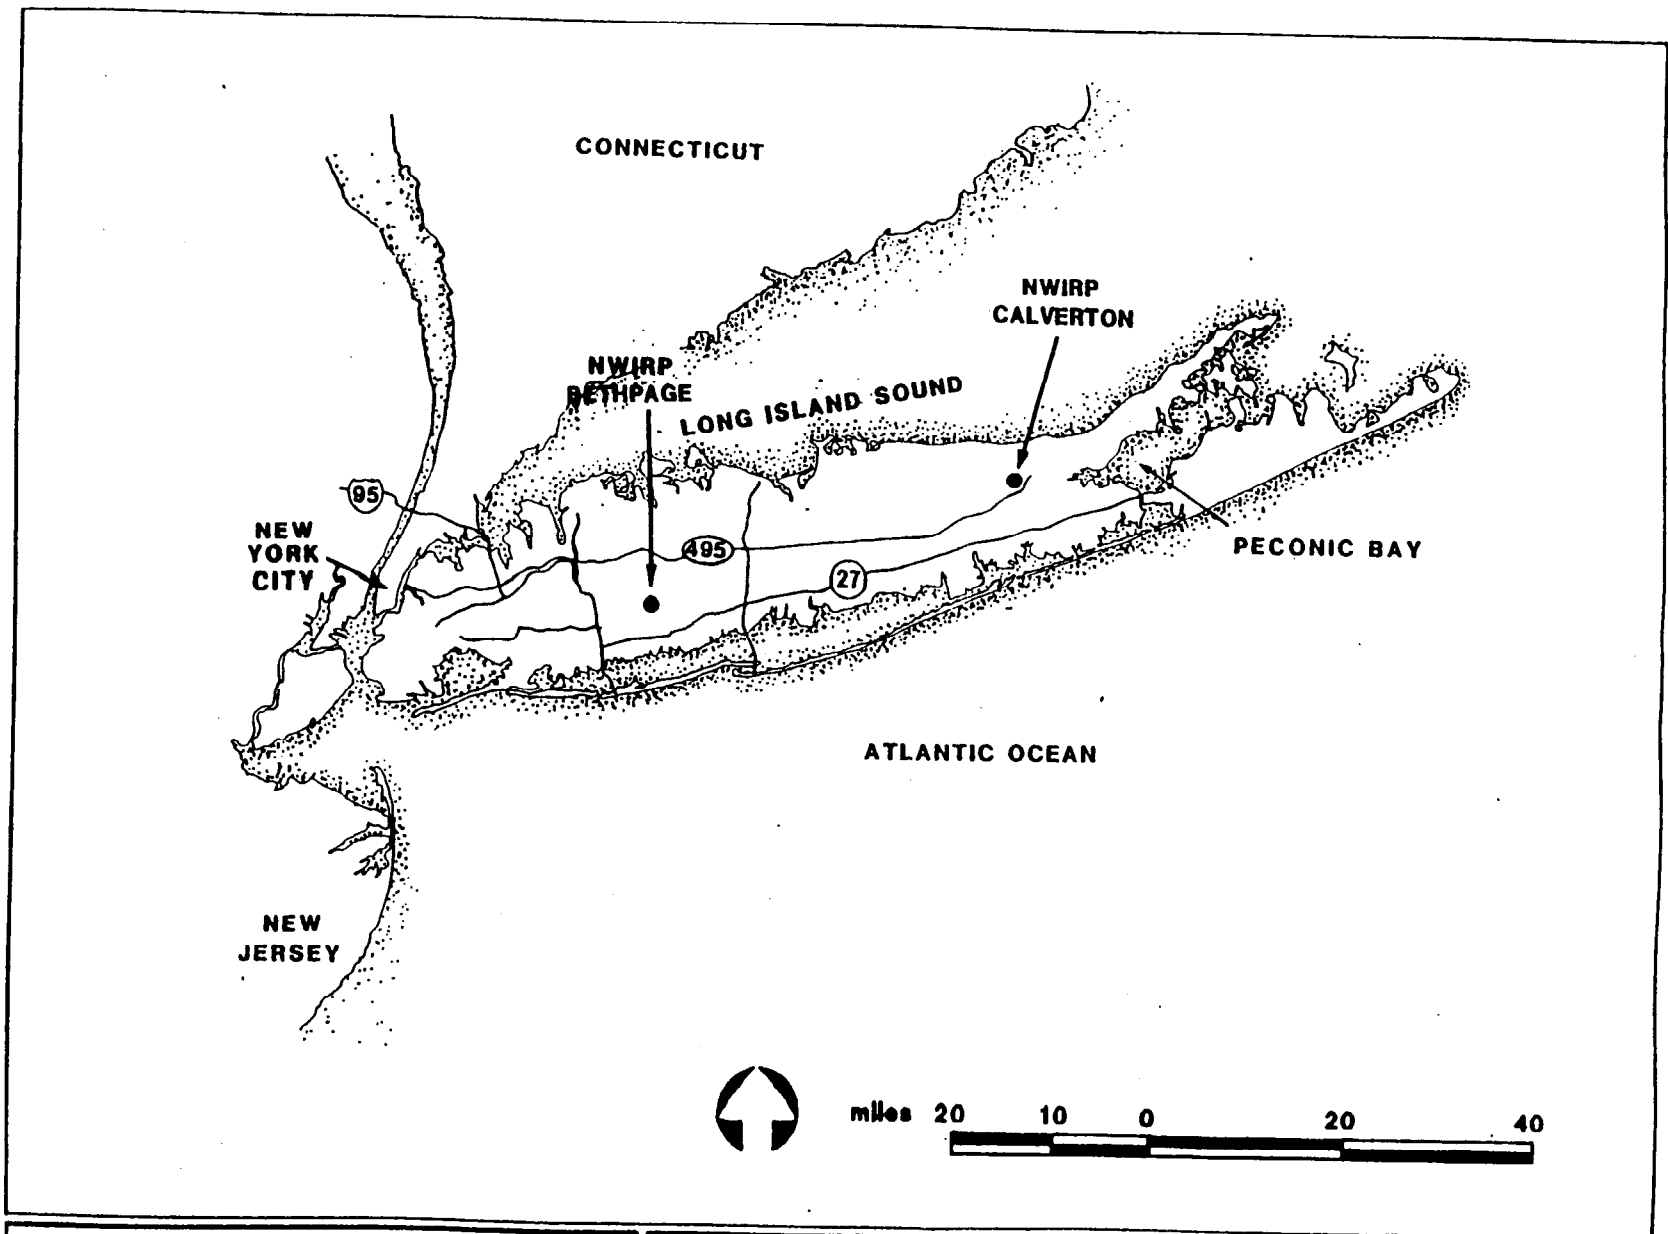 CONNECTICUT
NWIRP
CALVERTON
NWIRP
BETHPAGE
LONG ISLAND SOUND
95
NEW
YORK
CITY
495
27
PECONIC BAY
ATLANTIC OCEAN
NEW
JERSEY
miles 20 10 0 20 40